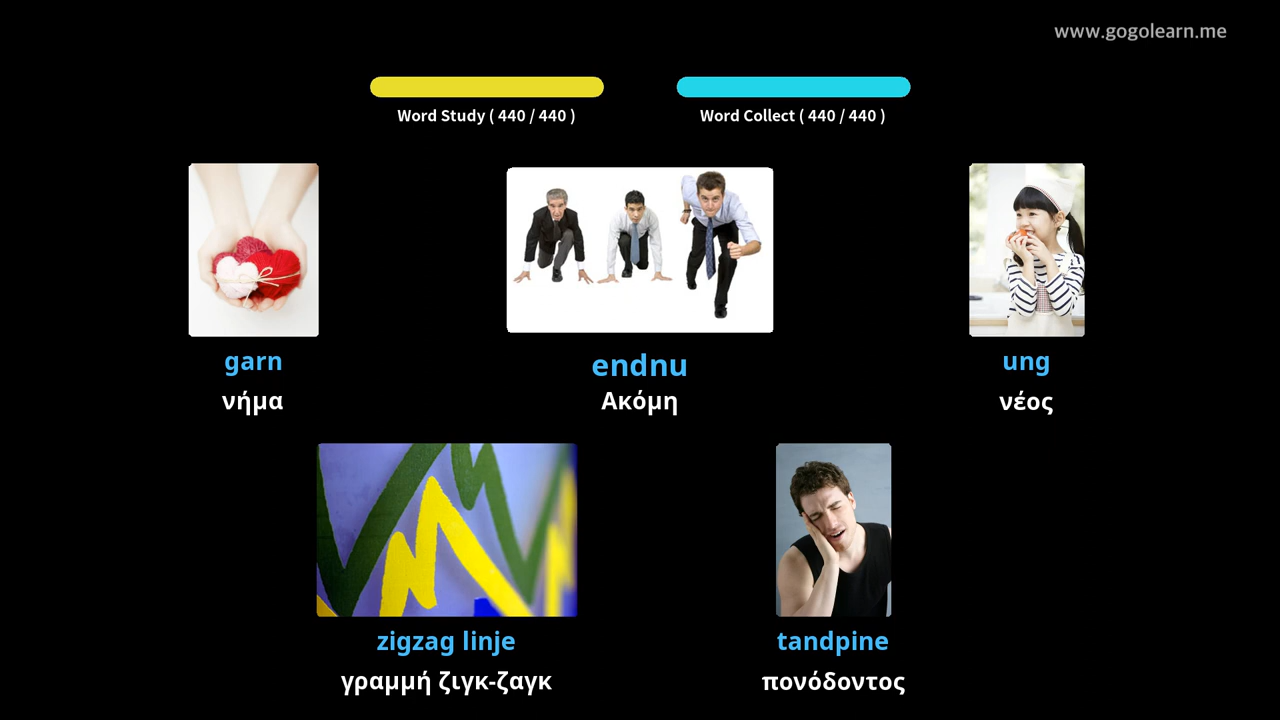 www.gogolearn.me
Word Study ( 440 / 440 )
Word Collect ( 440 / 440 )
garn
νήμα
endnu
Ακόμη
ung
νέος
zigzag linje
γραμμή ζιγκ-ζαγκ
tandpine
πονόδοντος